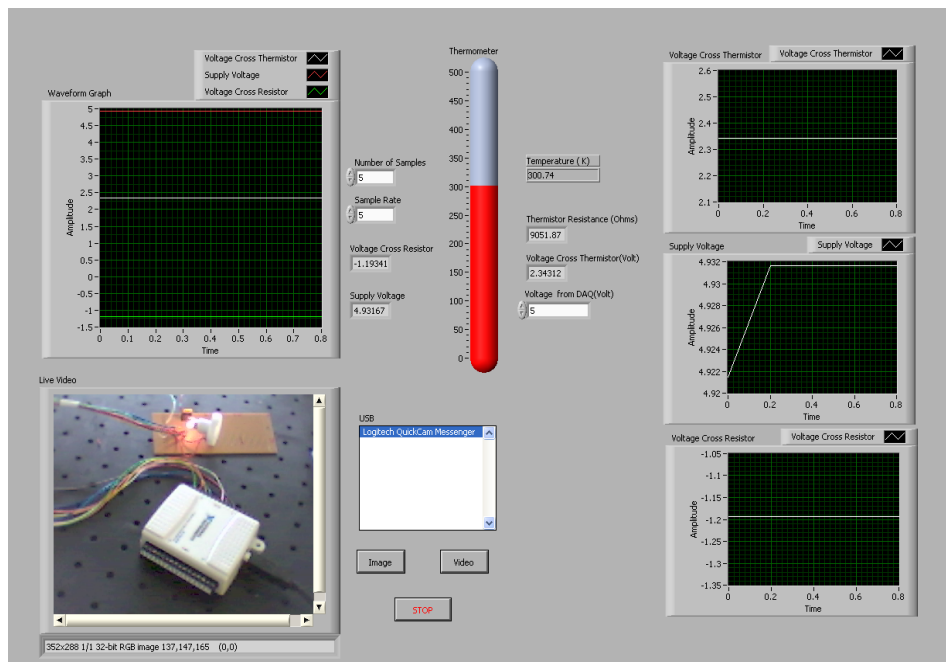 Voltage Cross Thermistor
Supply Voltage
Voltage Cross Resistor
Waveform Graph
5
4.5
4
3.5
3
2.5
2
1.5
1
0.5
0
-0.5
-1
-1.5
Amplitude
0 0.1 0.2 0.3 0.4 0.5 0.6 0.7 0.8
Time
Number of Samples
5
Sample Rate
5
Voltage Cross Resistor
-1.19341
Supply Voltage
4.93167
Thermometer
500
450
400
350
300
250
200
150
100
50
0
Temperature ( K)
300.74
Thermistor Resistance (Ohms)
9051.87
Voltage Cross Thermistor(Volt)
2.34312
Voltage from DAQ(Volt)
5
Voltage Cross Thermistor
Voltage Cross Thermistor
2.6
2.5
2.4
2.3
2.2
2.1
Amplitude
0 0.2 0.4 0.6 0.8
Time
Supply Voltage
Supply Voltage
4.932
4.93
4.928
4.926
4.924
4.922
4.92
Amplitude
0 0.2 0.4 0.6 0.8
Time
Voltage Cross Resistor
Voltage Cross Resistor
-1.05
-1.1
-1.15
-1.2
-1.25
-1.3
-1.35
Amplitude
0 0.2 0.4 0.6 0.8
Time
Live Video
352x288 1/1 32-bit RGB image 137,147,165 (0,0)
USB
Logitech QuickCam Messenger
Image
Video
STOP